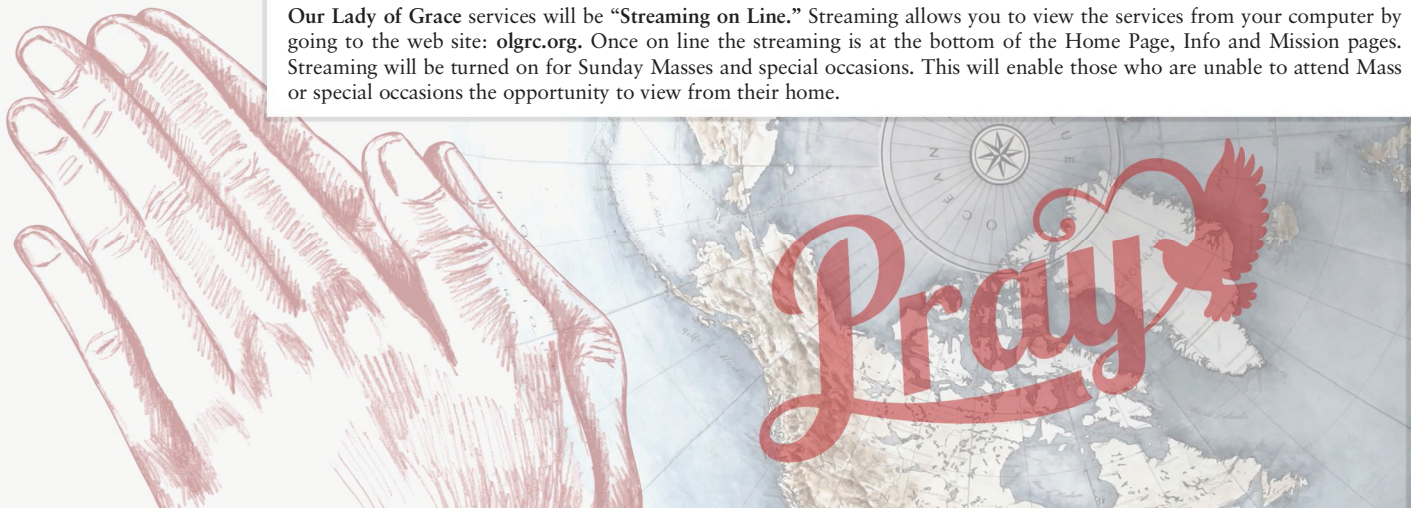 Our Lady of Grace services will be “Streaming on Line.” Streaming allows you to view the services from your computer by
going to the web site: olgrc.org. Once on line the streaming is at the bottom of the Home Page, Info and Mission pages.
Streaming will be turned on for Sunday Masses and special occasions. This will enable those who are unable to attend Mass
or special occasions the opportunity to view from their home.
Pray